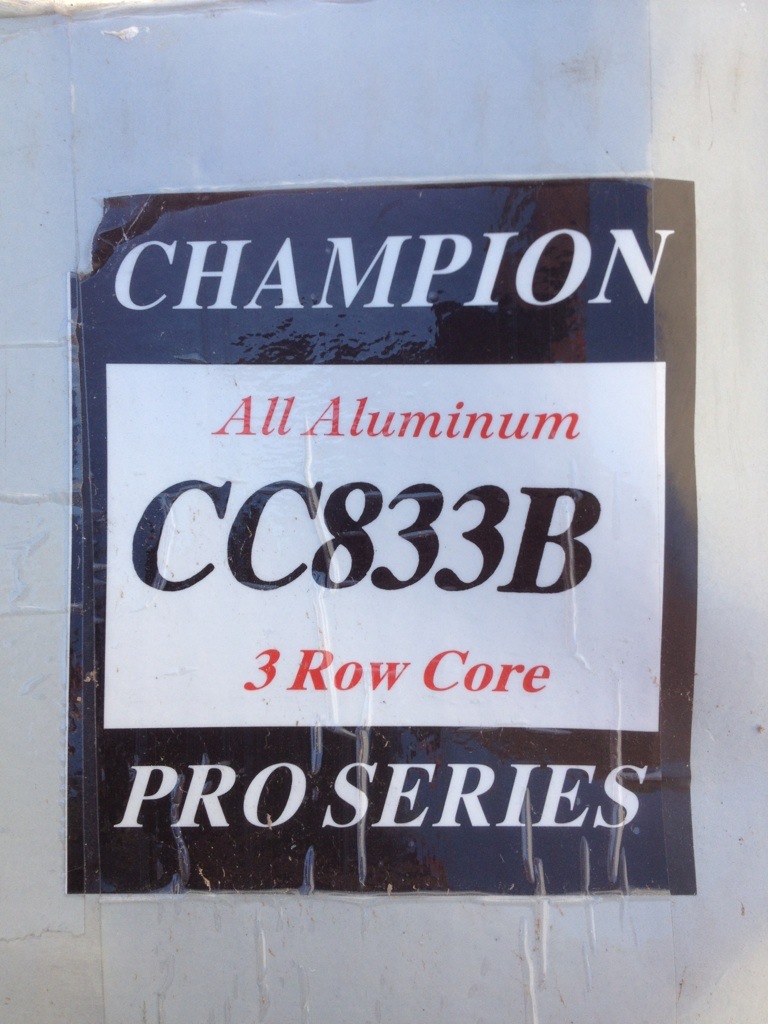 CHAMPION
All Aluminum
CC833B
3 Row Core
PRO SERIES